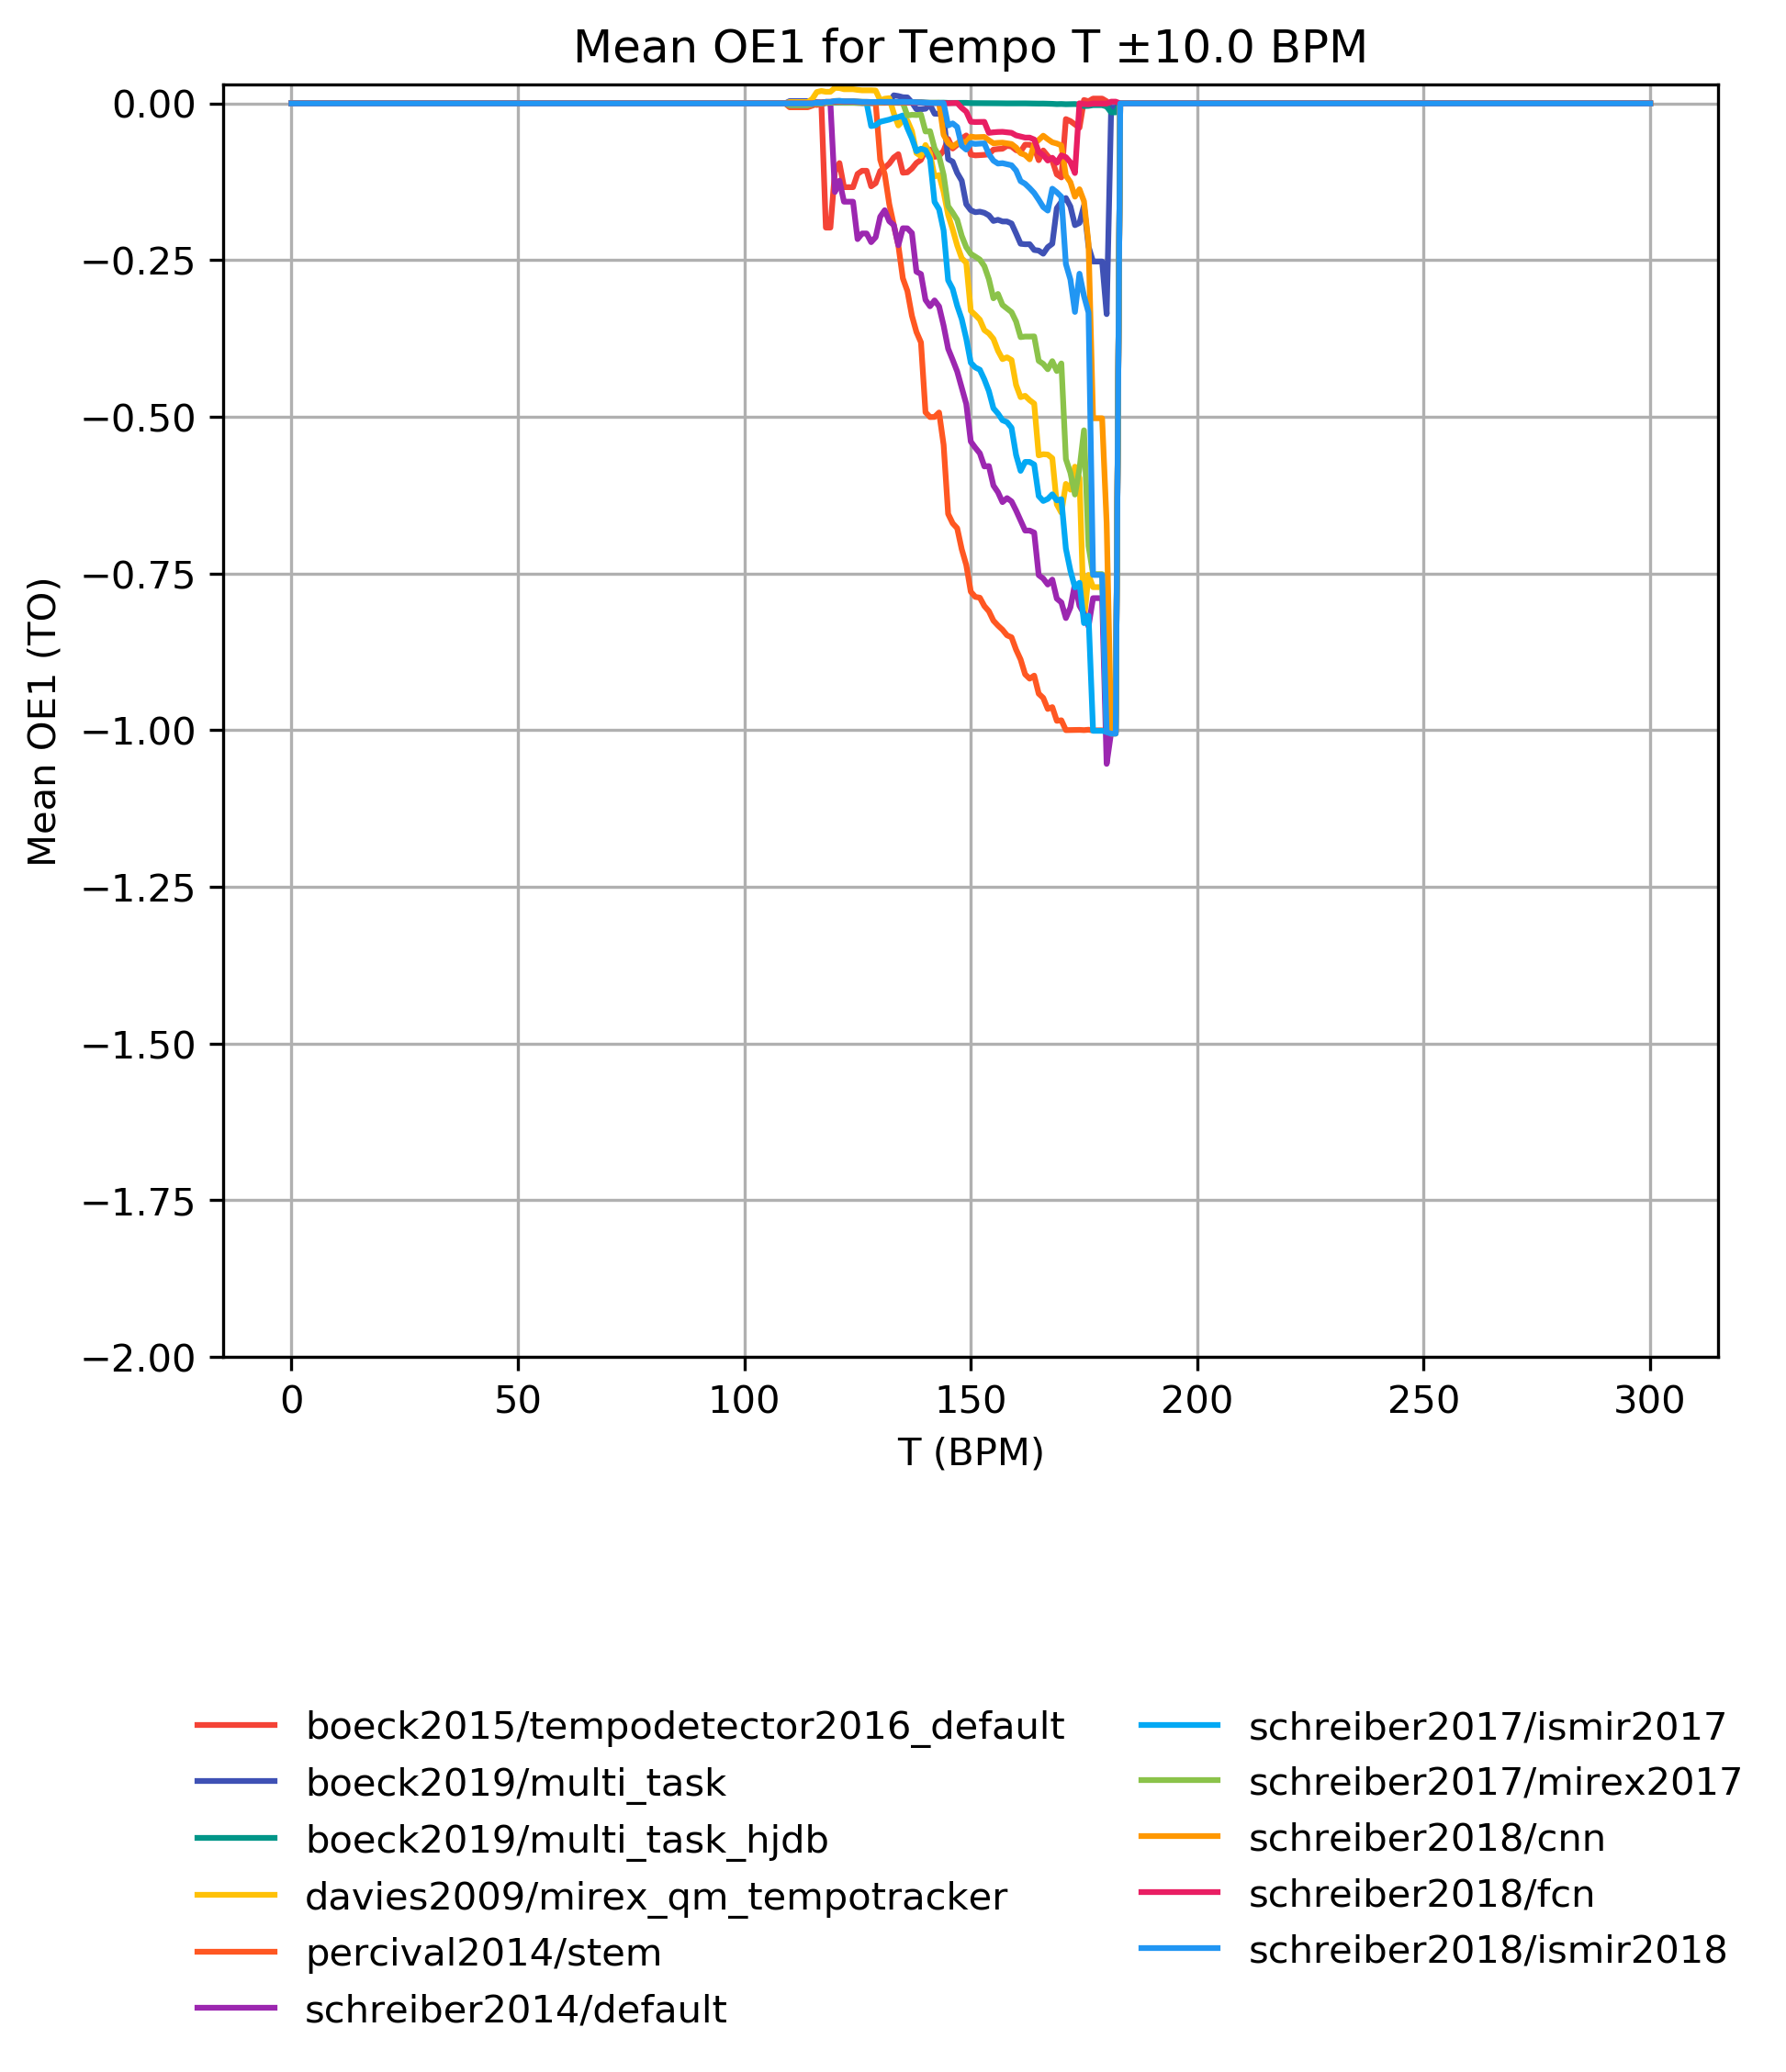 Mean OE1 for Tempo T ±10.0 BPM
0.00
−0.25
−0.50
−0.75
−1.00
−1.25
−1.50
−1.75
−2.00
Mean OE1 (TO)
0 50 100 150 200 250 300
T (BPM)
boeck2015/tempodetector2016_default
boeck2019/multi_task
boeck2019/multi_task_hjdb
davies2009/mirex_qm_tempotracker
percival2014/stem
schreiber2014/default
schreiber2017/ismir2017
schreiber2017/mirex2017
schreiber2018/cnn
schreiber2018/fcn
schreiber2018/ismir2018